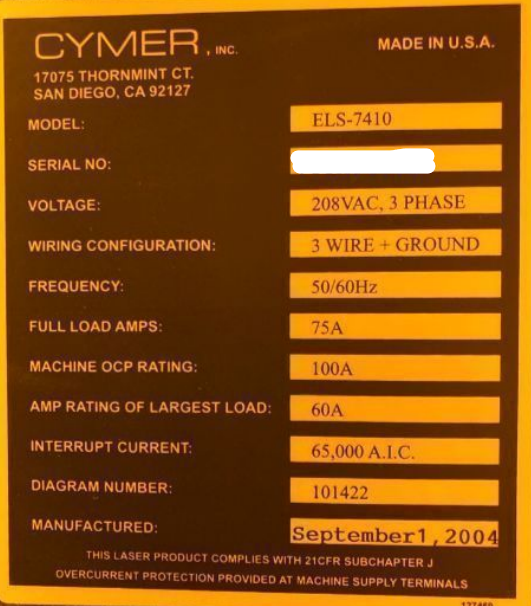 CYMER, INC.
MADE IN U.S.A.
17075 THORNMINT CT.
SAN DIEGO, CA 92127
MODEL: ELS-7410
SERIAL NO:
VOLTAGE: 208VAC, 3 PHASE
WIRING CONFIGURATION: 3 WIRE + GROUND
FREQUENCY: 50/60Hz
FULL LOAD AMPS: 75A
MACHINE OCP RATING: 100A
AMP RATING OF LARGEST LOAD: 60A
INTERRUPT CURRENT: 65,000 A.I.C.
DIAGRAM NUMBER: 101422
MANUFACTURED: September1,2004
THIS LASER PRODUCT COMPLIES WITH 21CFR SUBCHAPTER J
OVERCURRENT PROTECTION PROVIDED AT MACHINE SUPPLY TERMINALS